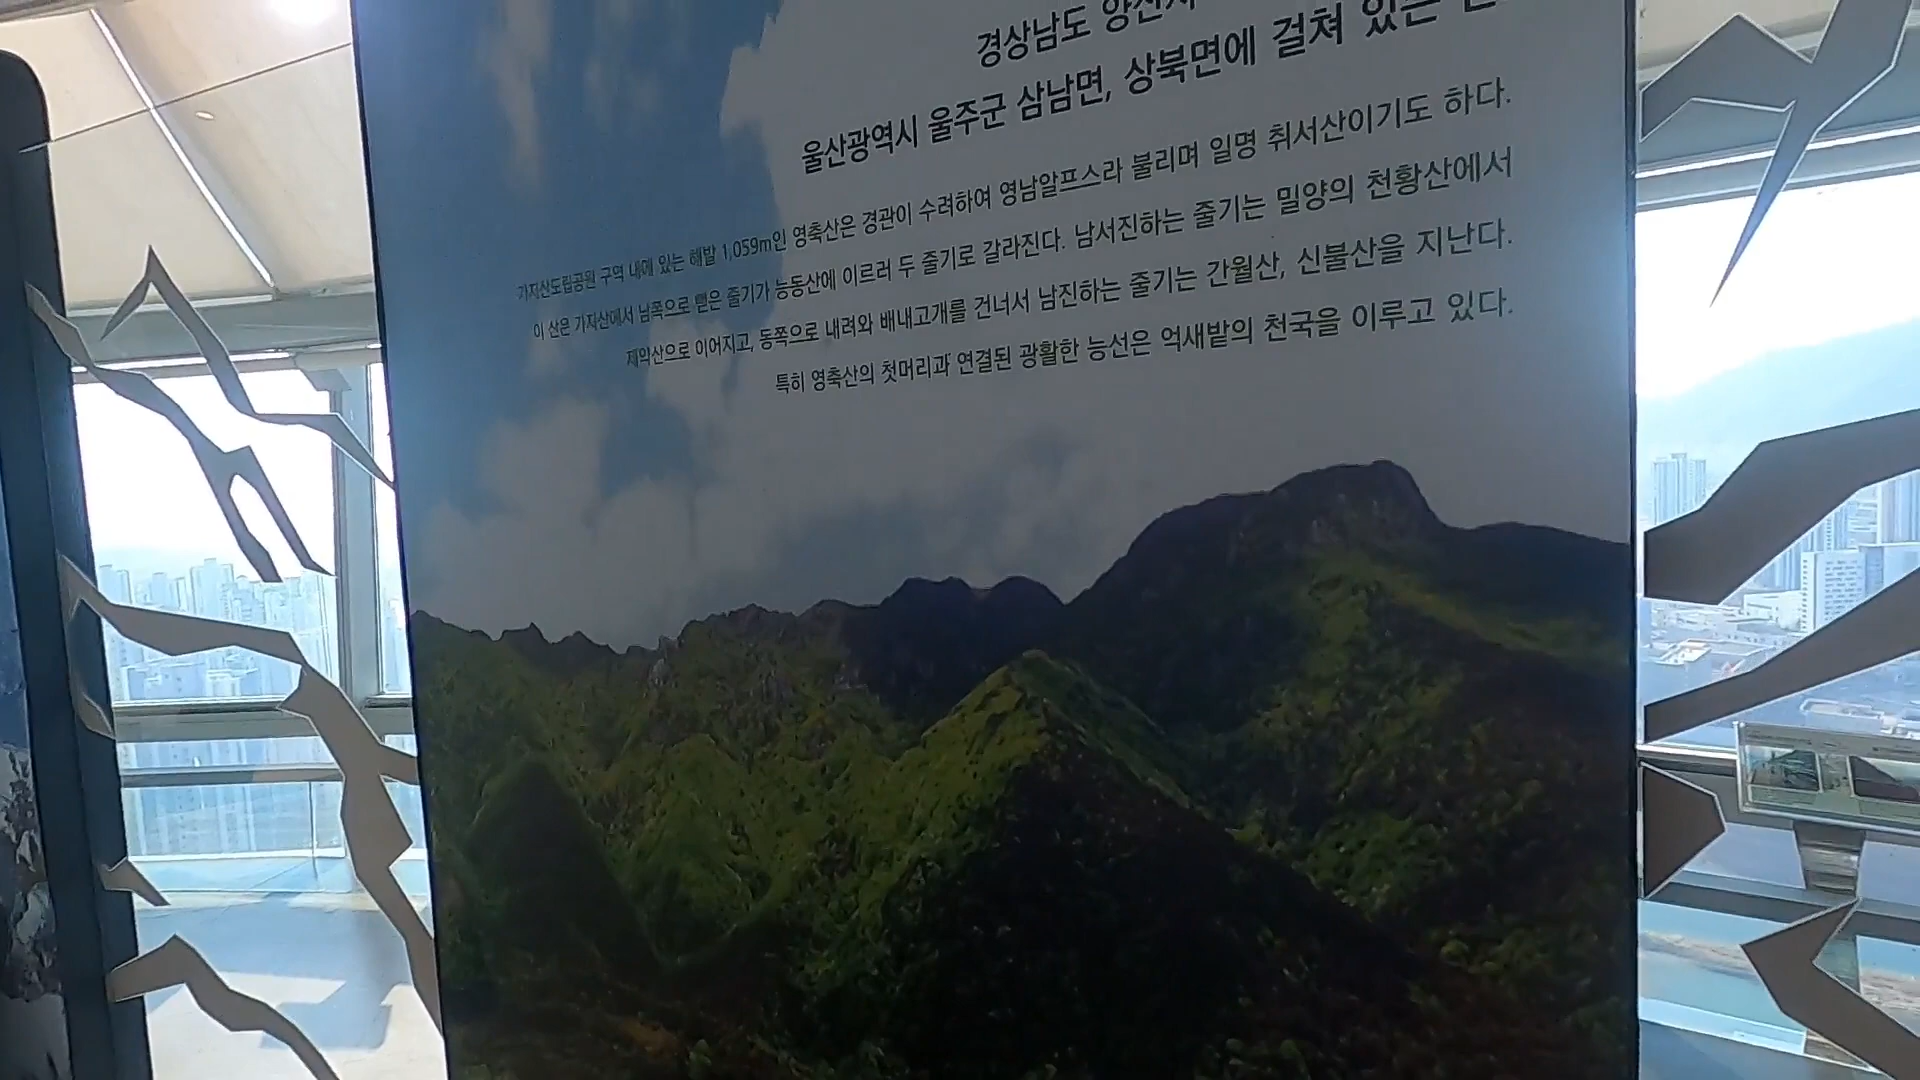 경상남도 양산시
울산광역시 울주군 삼남면, 상북면에 걸쳐 있는
가지산도립공원 구역 내에 있는 해발 1,059m인 영축산은 경관이 수려하여 영남알프스라 불리며 일명 취서산이기도 하다.
이 산은 가지산에서 남쪽으로 뻗은 줄기가 능동산에 이르러 두 줄기로 갈라진다. 남서진하는 줄기는 밀양의 천황산에서
재약산으로 이어지고, 동쪽으로 내려와 배내고개를 건너서 남진하는 줄기는 간월산, 신불산을 지난다.
특히 영축산의 첫머리과 연결된 광활한 능선은 억새밭의 천국을 이루고 있다.